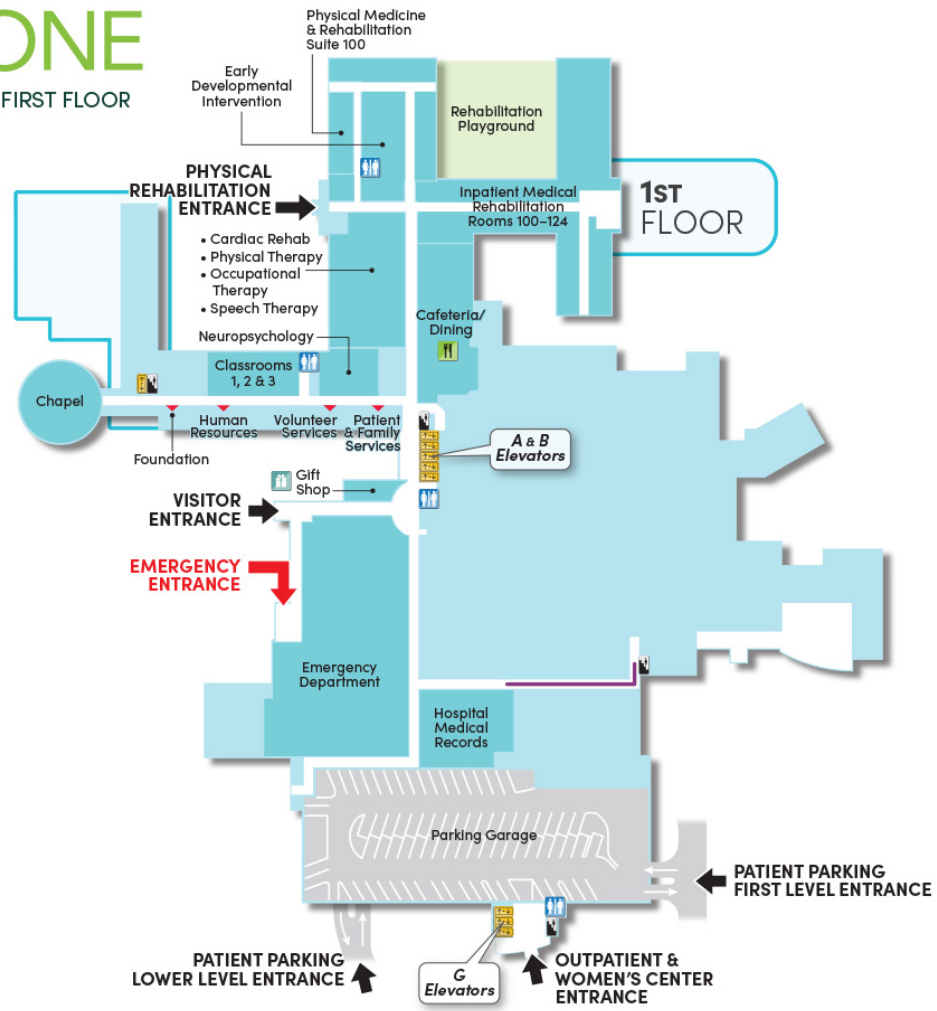 ONE
FIRST FLOOR
Physical Medicine
& Rehabilitation
Suite 100
Early
Developmental
Intervention
Rehabilitation
Playground
PHYSICAL
REHABILITATION
ENTRANCE
Inpatient Medical
Rehabilitation
Rooms 100–124
1ST
FLOOR
• Cardiac Rehab
• Physical Therapy
• Occupational
Therapy
• Speech Therapy
Cafeteria/
Dining
Neuropsychology
Classrooms
1, 2 & 3
Chapel
Human
Resources
Volunteer
Services
Patient
& Family
Services
Foundation
A & B
Elevators
Gift
Shop
VISITOR
ENTRANCE
EMERGENCY
ENTRANCE
Emergency
Department
Hospital
Medical
Records
Parking Garage
PATIENT PARKING
FIRST LEVEL ENTRANCE
PATIENT PARKING
LOWER LEVEL ENTRANCE
G
Elevators
OUTPATIENT &
WOMEN'S CENTER
ENTRANCE